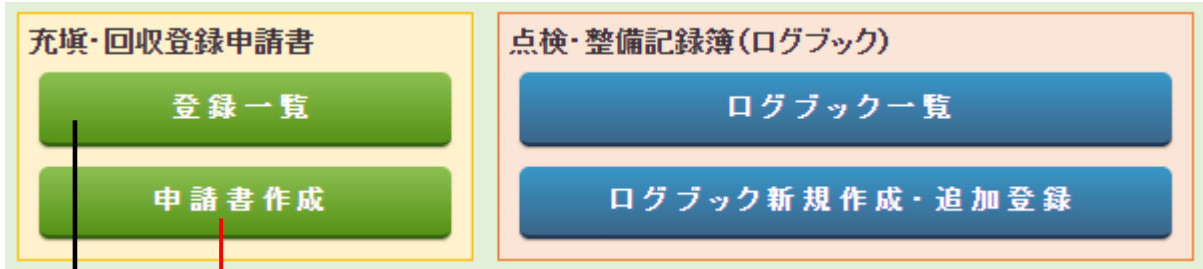 充塡・回収登録申請書
登録一覧
申請書作成
点検・整備記録簿(ログブック)
ログブック一覧
ログブック新規作成・追加登録